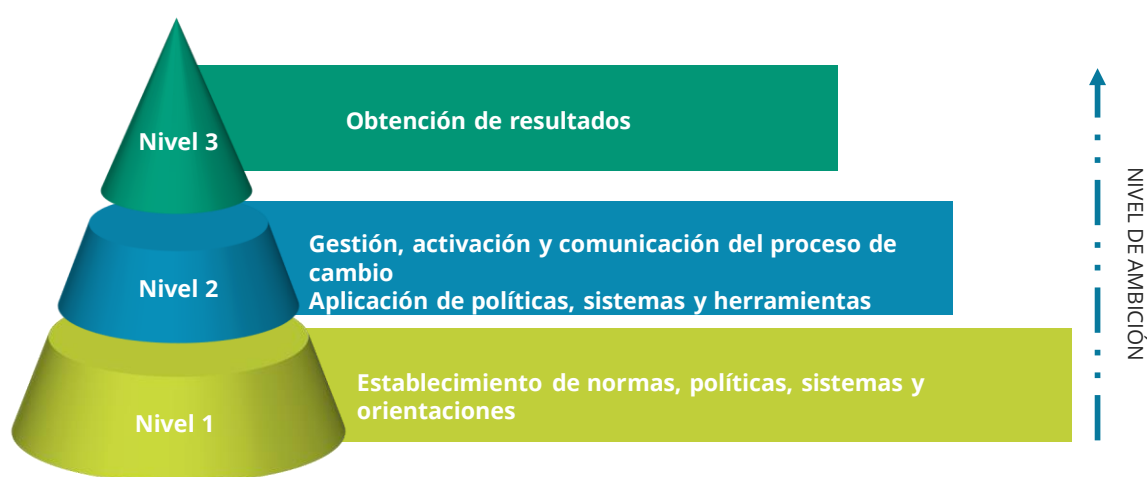 Nivel 3
Obtención de resultados
Nivel 2
Gestión, activación y comunicación del proceso de
cambio
Aplicación de políticas, sistemas y herramientas
Nivel 1
Establecimiento de normas, políticas, sistemas y
orientaciones
NIVEL DE AMBICIÓN